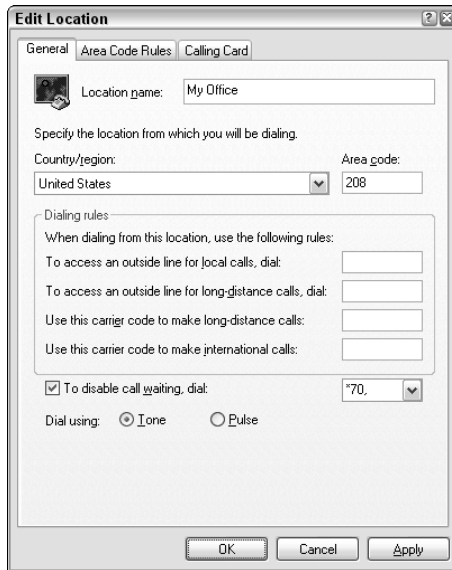 Edit Location
General Area Code Rules Calling Card
Location name: My Office
Specify the location from which you will be dialing.
Country/region: Area code:
United States 208
Dialing rules
When dialing from this location, use the following rules:
To access an outside line for local calls, dial:
To access an outside line for long-distance calls, dial:
Use this carrier code to make long-distance calls:
Use this carrier code to make international calls:
To disable call waiting, dial: *70,
Dial using: Tone Pulse
OK Cancel Apply